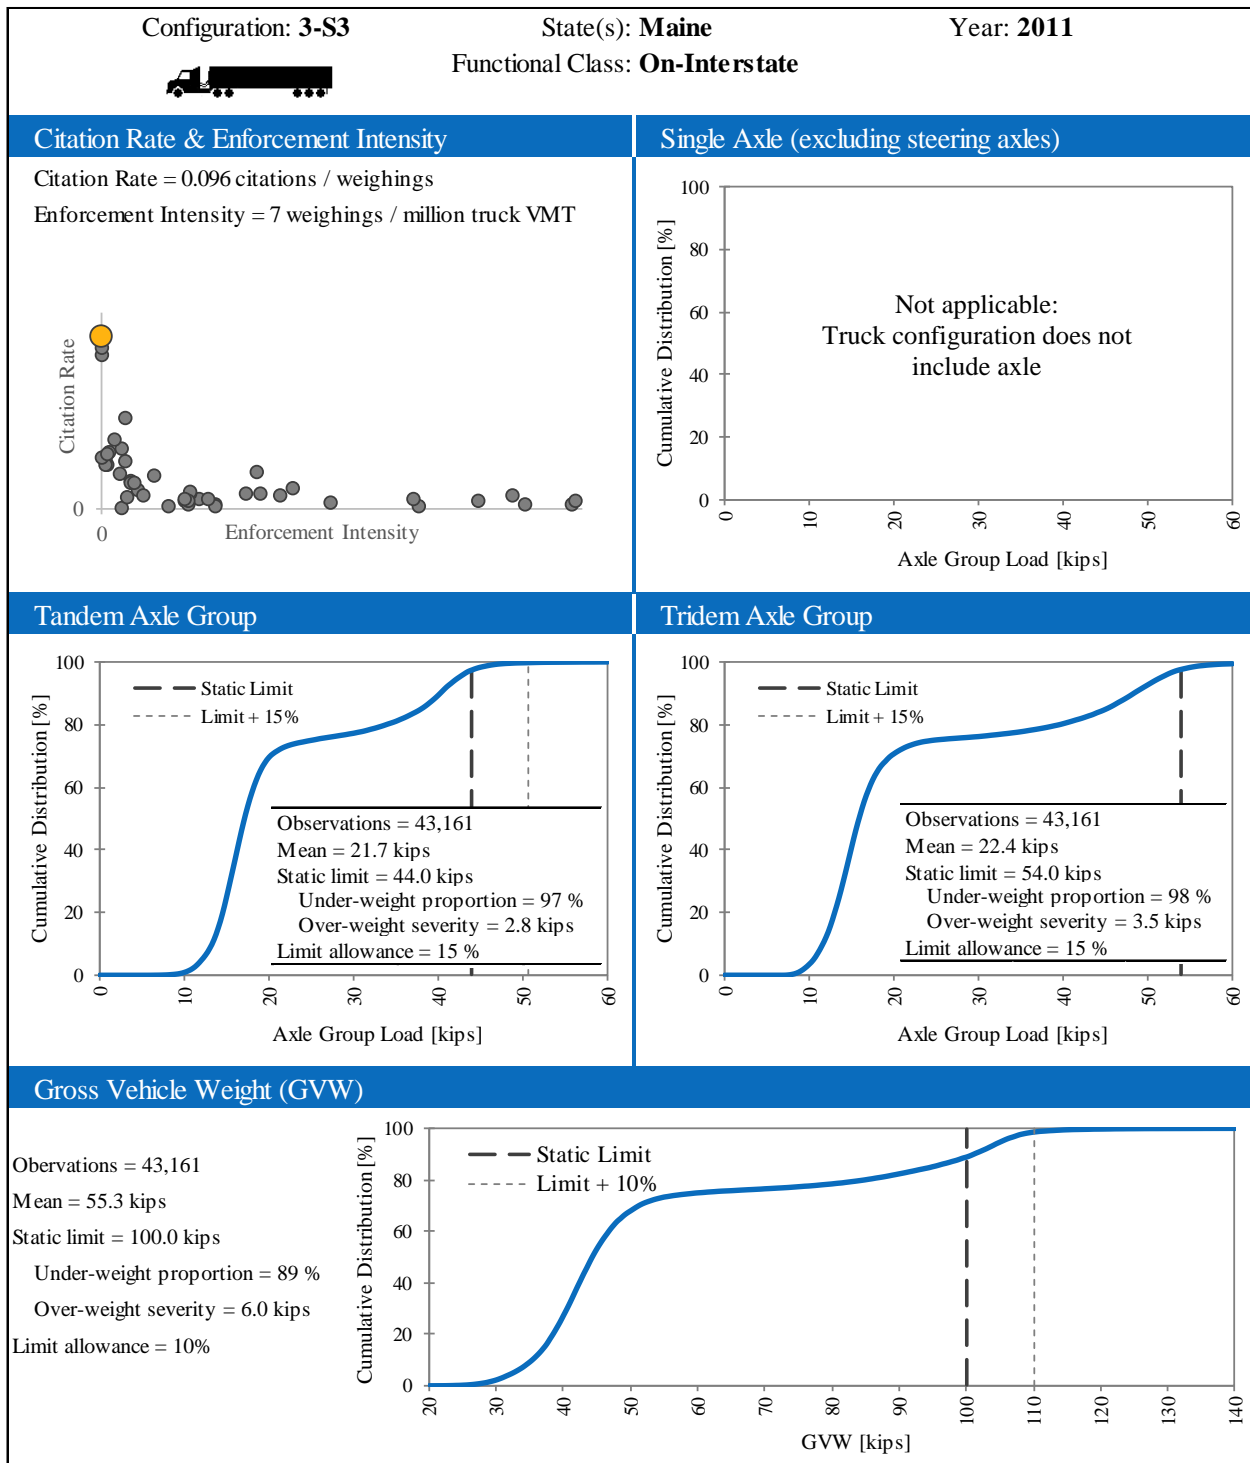 Configuration: 3-S3 State(s): Maine Year: 2011
Functional Class: On-Interstate
Citation Rate & Enforcement Intensity
Citation Rate = 0.096 citations / weighings
Enforcement Intensity = 7 weighings / million truck VMT
Citation Rate
0
0
Enforcement Intensity
Single Axle (excluding steering axles)
Cumulative Distribution [%]
100
80
60
40
20
0
Not applicable:
Truck configuration does not
include axle
0 10 20 30 40 50 60
Axle Group Load [kips]
Tandem Axle Group
Cumulative Distribution [%]
100
80
60
40
20
0
Static Limit
Limit + 15%
Observations = 43,161
Mean = 21.7 kips
Static limit = 44.0 kips
Under-weight proportion = 97 %
Over-weight severity = 2.8 kips
Limit allowance = 15 %
0 10 20 30 40 50 60
Axle Group Load [kips]
Tridem Axle Group
Cumulative Distribution [%]
100
80
60
40
20
0
Static Limit
Limit + 15%
Observations = 43,161
Mean = 22.4 kips
Static limit = 54.0 kips
Under-weight proportion = 98 %
Over-weight severity = 3.5 kips
Limit allowance = 15 %
0 10 20 30 40 50 60
Axle Group Load [kips]
Gross Vehicle Weight (GVW)
Obervations = 43,161
Mean = 55.3 kips
Static limit = 100.0 kips
Under-weight proportion = 89 %
Over-weight severity = 6.0 kips
Limit allowance = 10%
Cumulative Distribution [%]
100
80
60
40
20
0
Static Limit
Limit + 10%
20 30 40 50 60 70 80 90 100 110 120 130 140
GVW [kips]